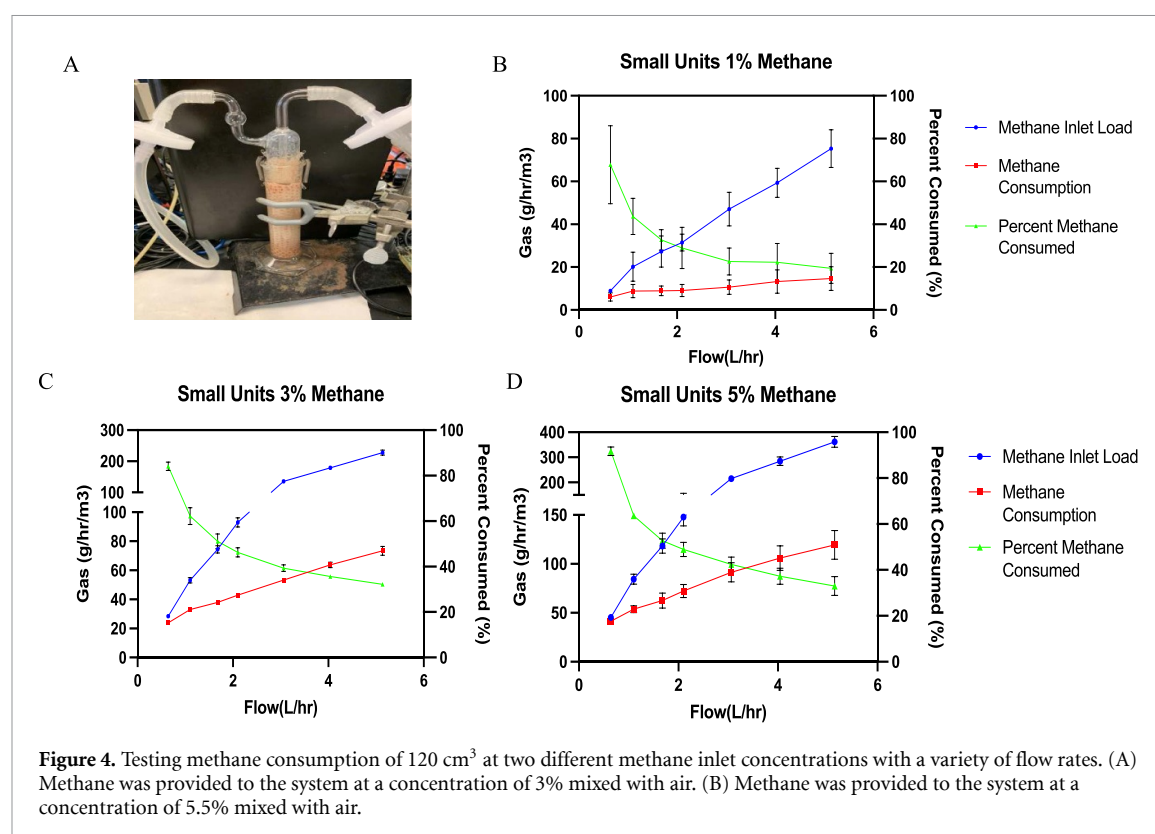 A
B
Small Units 1% Methane
100
80
60
40
20
0
Gas (g/hr/m3)
100
80
60
40
20
0
Percent Consumed (%)
0 2 4 6
Flow(L/hr)
Methane Inlet Load
Methane
Consumption
Percent Methane
Consumed
C
Small Units 3% Methane
300
200
100
100
80
60
40
20
0
Gas (g/hr/m3)
100
80
60
40
20
0
Percent Consumed (%)
0 2 4 6
Flow(L/hr)
D
Small Units 5% Methane
400
300
200
150
100
50
0
Gas (g/hr/m3)
100
80
60
40
20
0
Percent Consumed (%)
0 2 4 6
Flow(L/hr)
Methane Inlet Load
Methane
Consumption
Percent Methane
Consumed
Figure 4. Testing methane consumption of 120 cm³ at two different methane inlet concentrations with a variety of flow rates. (A)
Methane was provided to the system at a concentration of 3% mixed with air. (B) Methane was provided to the system at a
concentration of 5.5% mixed with air.